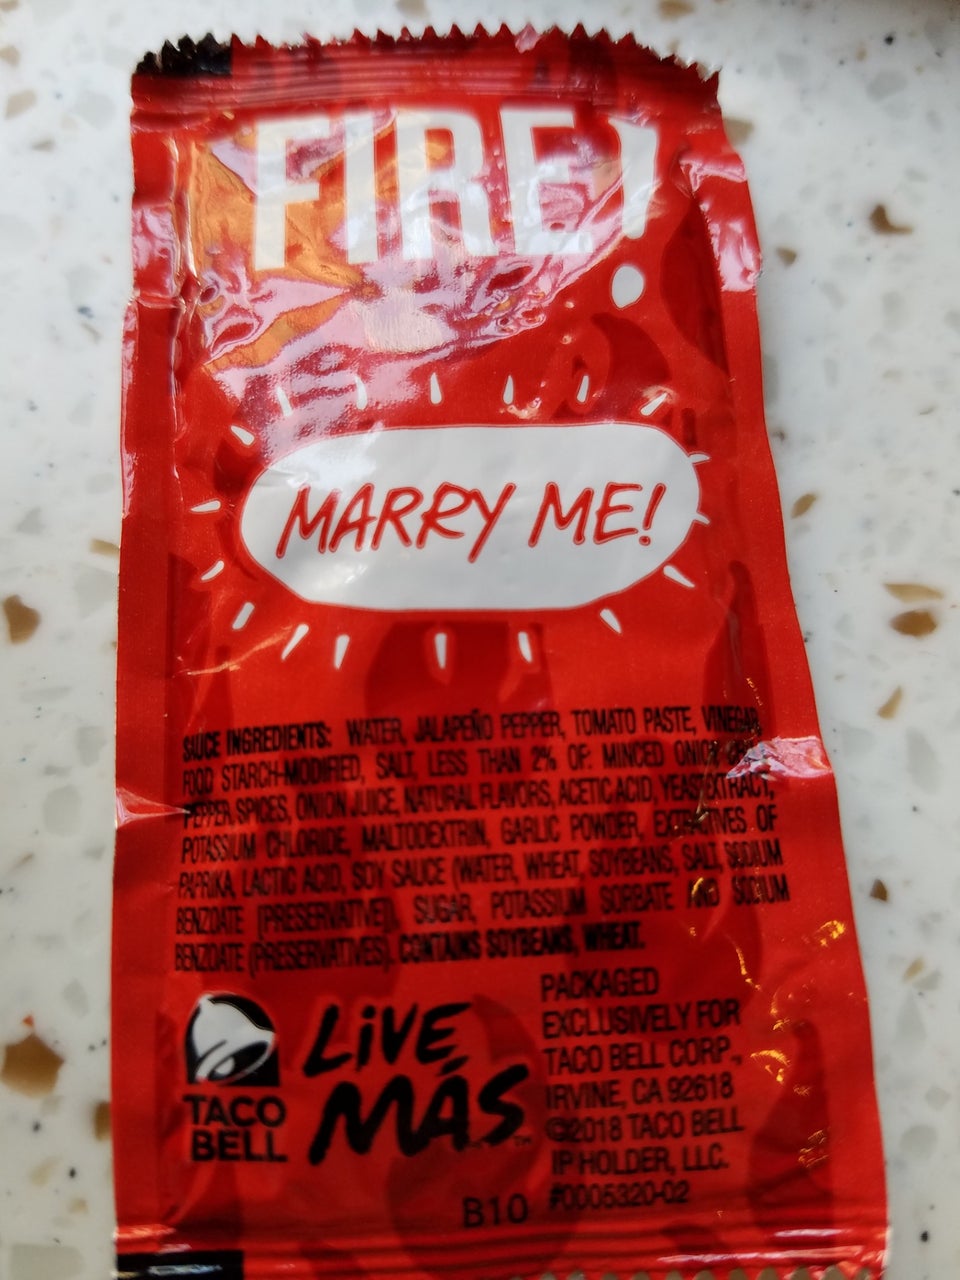 FIRE!
MARRY ME!
SAUCE INGREDIENTS: WATER, JALAPEÑO PEPPER, TOMATO PASTE, VINEGAR,
FOOD STARCH-MODIFIED, SALT, LESS THAN 2% OF: MINCED ONION,
PEPPER, SPICES, ONION JUICE, NATURAL FLAVORS, ACETIC ACID, YEAST EXTRACT,
POTASSIUM CHLORIDE, MALTODEXTRIN, GARLIC POWDER, EXTRACTIVES OF
PAPRIKA, LACTIC ACID, SOY SAUCE (WATER, WHEAT, SOYBEANS, SALT, SODIUM
BENZOATE [PRESERVATIVE]), SUGAR, POTASSIUM SORBATE AND SODIUM
BENZOATE (PRESERVATIVES). CONTAINS SOYBEANS, WHEAT.
TACO
BELL
LiVE
MÁS™
PACKAGED
EXCLUSIVELY FOR
TACO BELL CORP.,
IRVINE, CA 92618
©2018 TACO BELL
IP HOLDER, LLC.
#0005320-02
B10